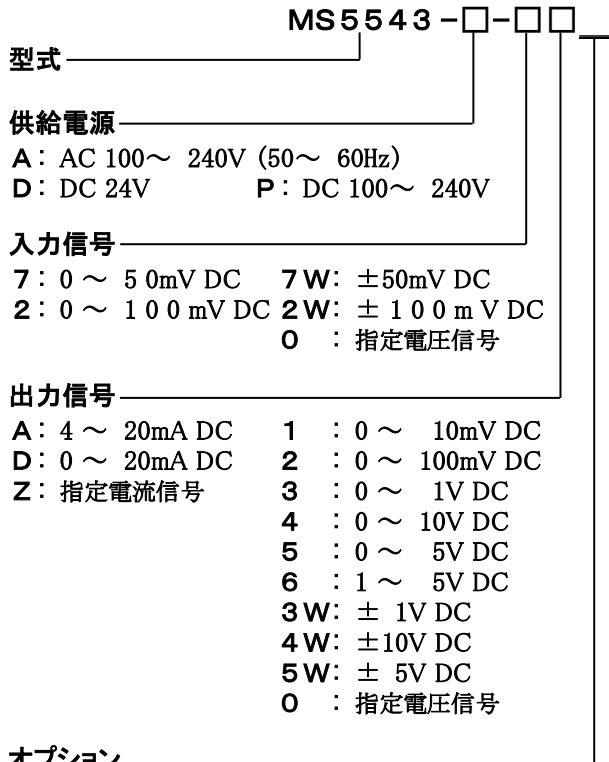 MS5543-□-□□
型式
供給電源
A: AC 100～ 240V (50～ 60Hz)
D: DC 24V P: DC 100～ 240V
入力信号
7: 0 ～ 5 0mV DC 7W: ±50mV DC
2: 0 ～ 1 0 0 mV DC 2W: ± 1 0 0 m V DC
0 : 指定電圧信号
出力信号
A: 4 ～ 20mA DC 1 : 0 ～ 10mV DC
D: 0 ～ 20mA DC 2 : 0 ～ 100mV DC
Z: 指定電流信号 3 : 0 ～ 1V DC
4 : 0 ～ 10V DC
5 : 0 ～ 5V DC
6 : 1 ～ 5V DC
3W: ± 1V DC
4W: ±10V DC
5W: ± 5V DC
0 : 指定電圧信号
オプション